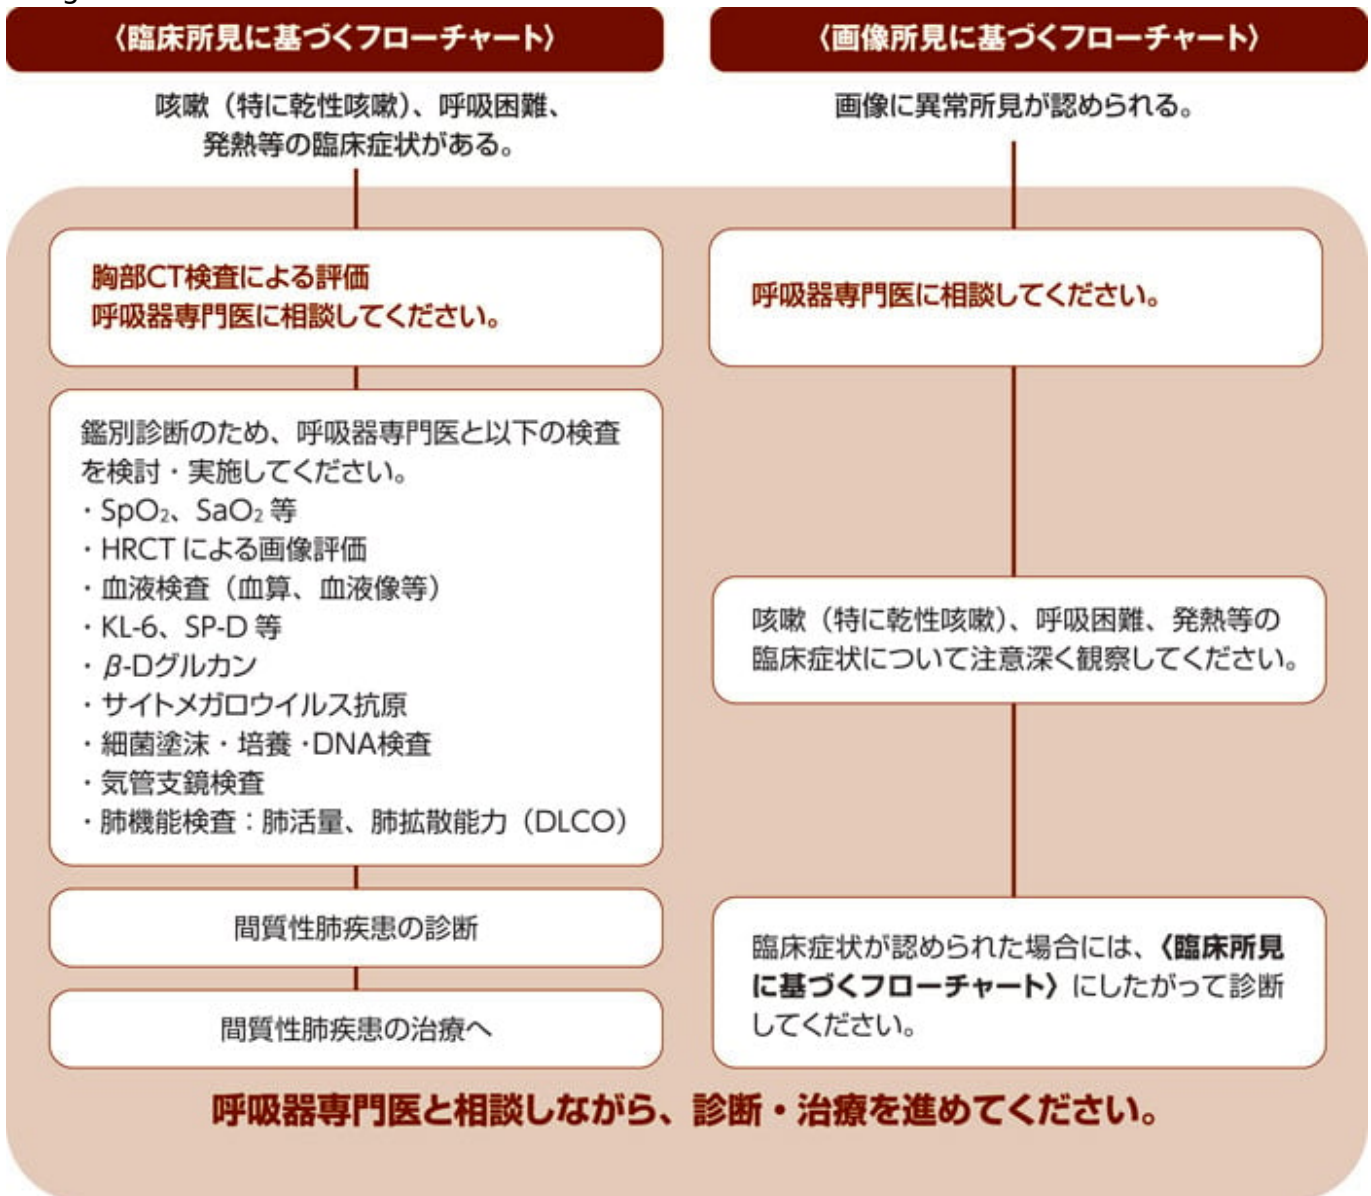 〈臨床所見に基づくフローチャート〉
咳嗽（特に乾性咳嗽）、呼吸困難、
発熱等の臨床症状がある。
胸部CT検査による評価
呼吸器専門医に相談してください。
鑑別診断のため、呼吸器専門医と以下の検査
を検討・実施してください。
・SpO₂、SaO₂ 等
・HRCT による画像評価
・血液検査（血算、血液像等）
・KL-6、SP-D 等
・β-Dグルカン
・サイトメガロウイルス抗原
・細菌塗沫・培養・DNA検査
・気管支鏡検査
・肺機能検査：肺活量、肺拡散能力（DLCO）
間質性肺疾患の診断
間質性肺疾患の治療へ
〈画像所見に基づくフローチャート〉
画像に異常所見が認められる。
呼吸器専門医に相談してください。
咳嗽（特に乾性咳嗽）、呼吸困難、発熱等の
臨床症状について注意深く観察してください。
臨床症状が認められた場合には、〈臨床所見
に基づくフローチャート〉にしたがって診断
してください。
呼吸器専門医と相談しながら、診断・治療を進めてください。